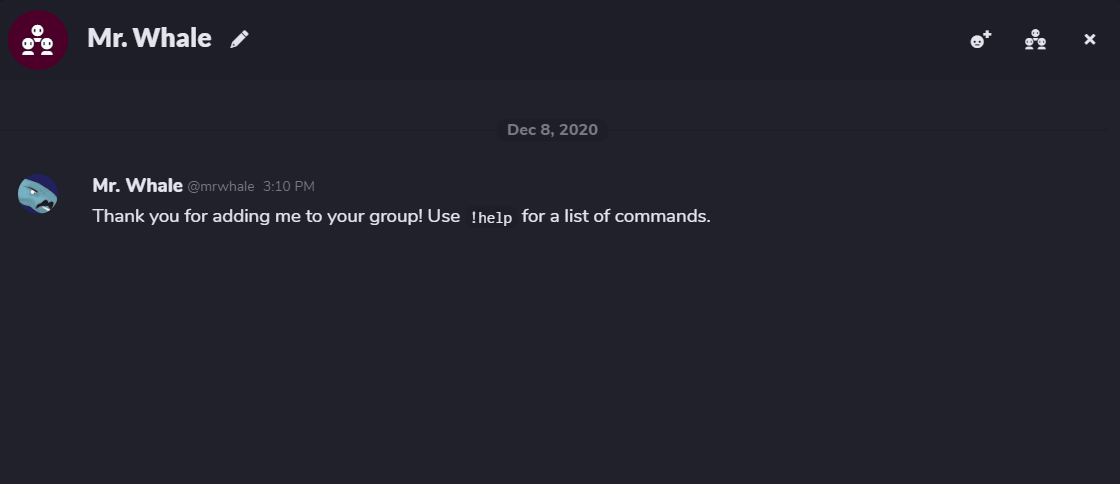 Mr. Whale
Dec 8, 2020
Mr. Whale @mrwhale 3:10 PM
Thank you for adding me to your group! Use !help for a list of commands.